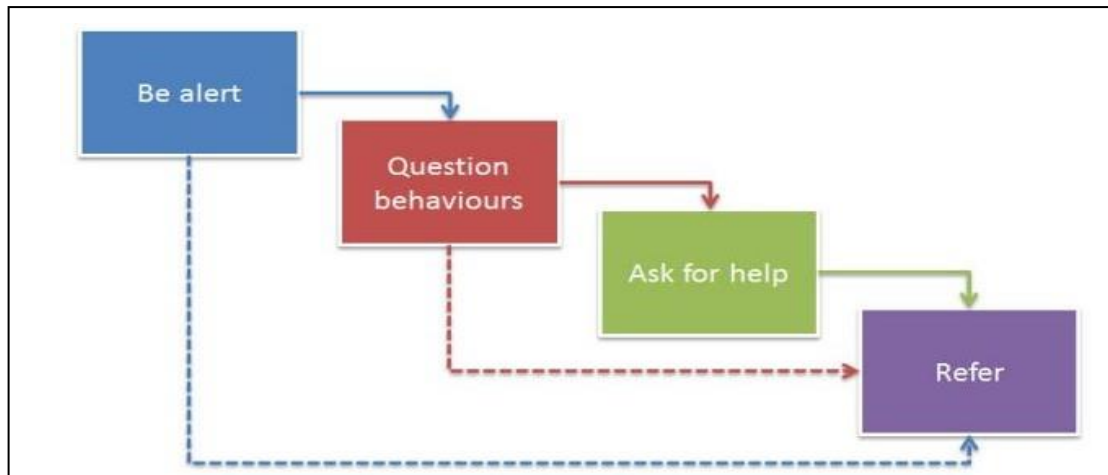 Be alert
Question
behaviours
Ask for help
Refer